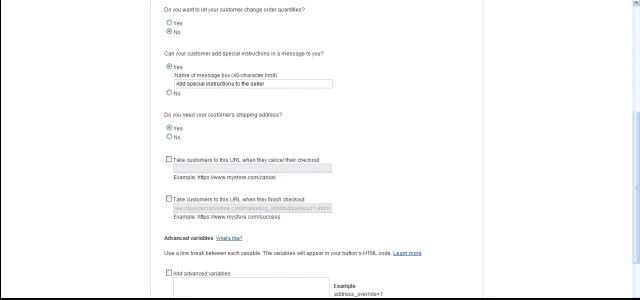 Do you want to let your customer change order quantities?
Yes
No
Can your customer add special instructions in a message to you?
Yes
Name of message box (40-character limit)
Add special instructions to the seller
No
Do you need your customer's shipping address?
Yes
No
Take customers to this URL when they cancel their checkout
Example: https://www.mystore.com/cancel
Take customers to this URL when they finish checkout
Example: https://www.mystore.com/success
Advanced variables What's this?
Use a line break between each variable. The variables will appear in your button's HTML code. Learn more
Add advanced variables
Example
address_override=1